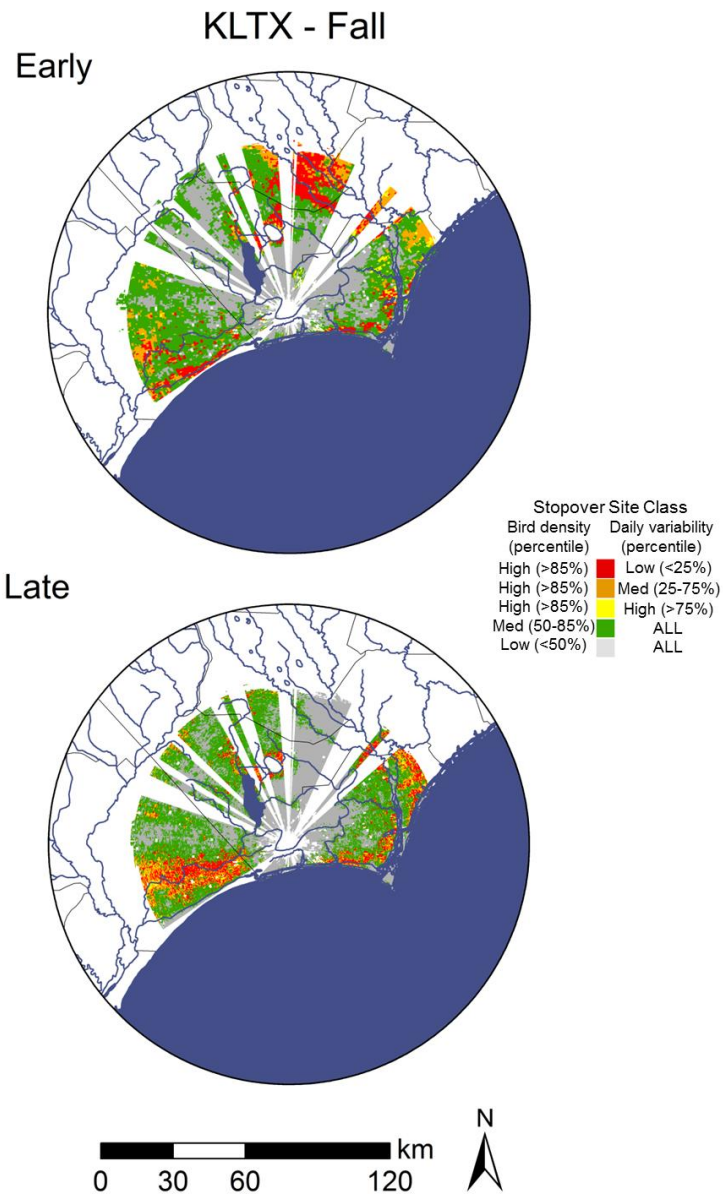 KLTX - Fall
Early
Stopover Site Class
Bird density Daily variability
(percentile) (percentile)
High (>85%) Low (<25%)
High (>85%) Med (25-75%)
High (>85%) High (>75%)
Med (50-85%) ALL
Low (<50%) ALL
Late
N
km
0 30 60 120